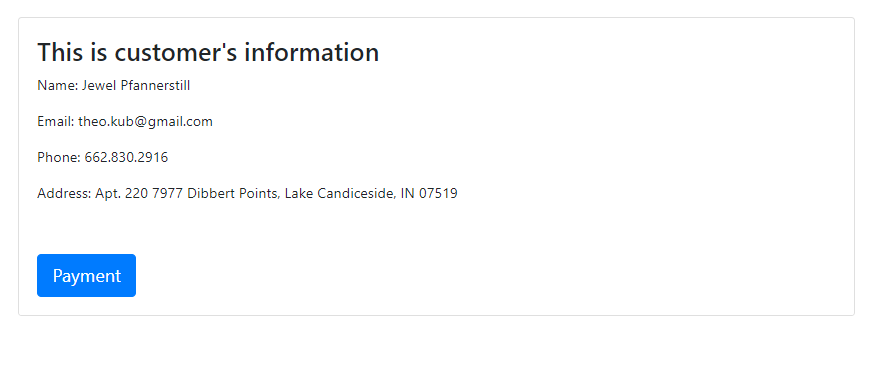 This is customer's information
Name: Jewel Pfannerstill
Email: theo.kub@gmail.com
Phone: 662.830.2916
Address: Apt. 220 7977 Dibbert Points, Lake Candiceside, IN 07519
Payment